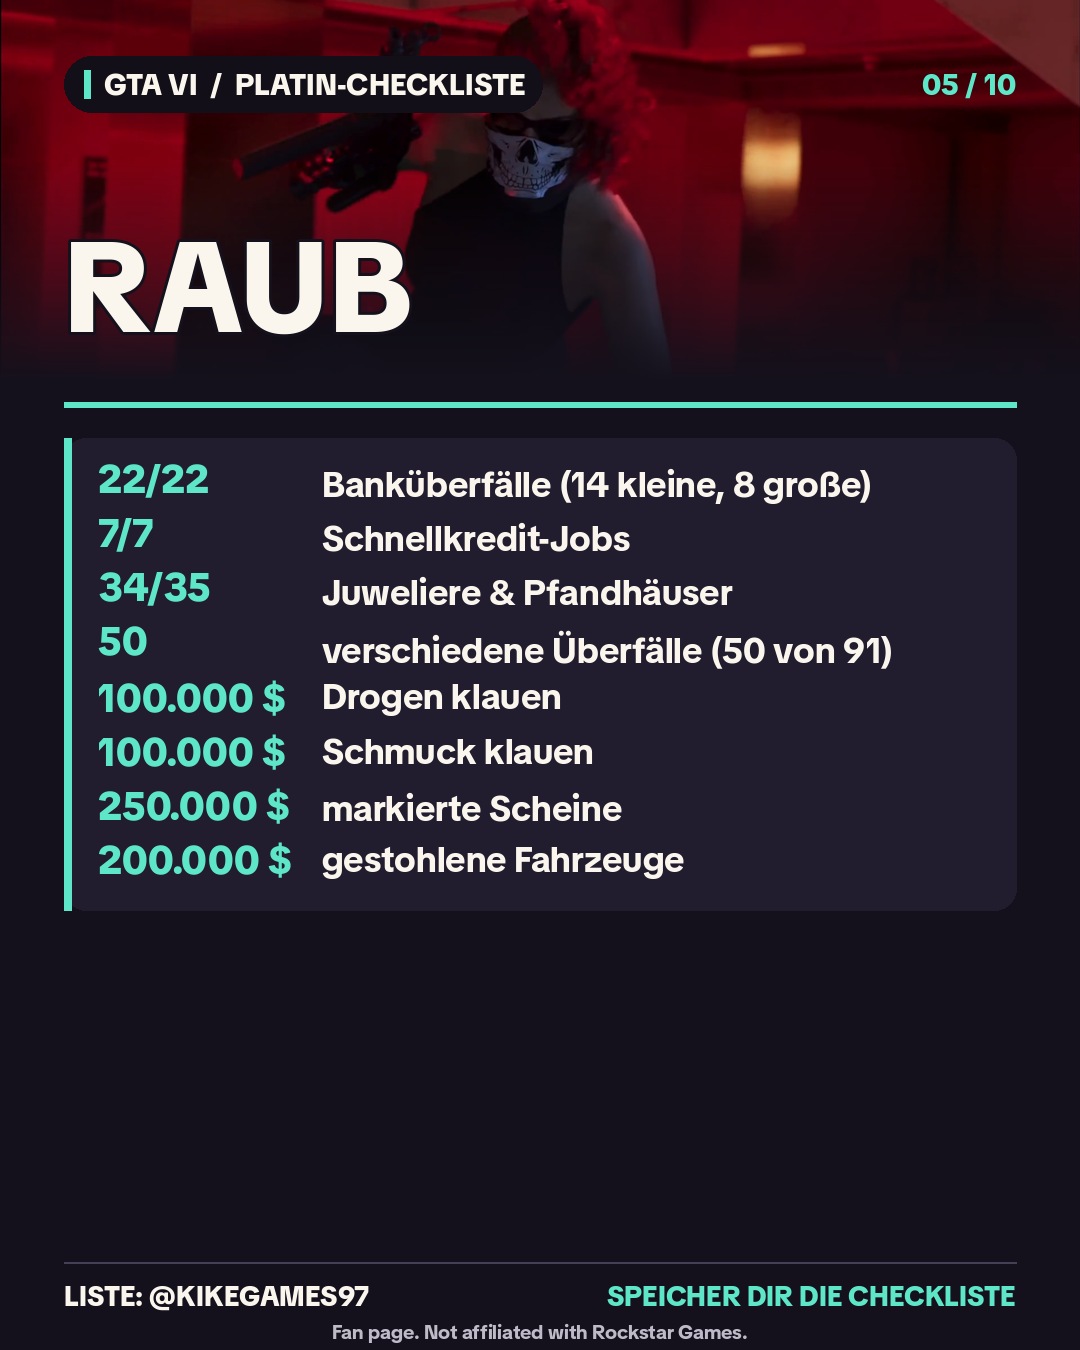 GTA VI / PLATIN-CHECKLISTE
05 / 10
RAUB
22/22 Banküberfälle (14 kleine, 8 große)
7/7 Schnellkredit-Jobs
34/35 Juweliere & Pfandhäuser
50 verschiedene Überfälle (50 von 91)
100.000 $ Drogen klauen
100.000 $ Schmuck klauen
250.000 $ markierte Scheine
200.000 $ gestohlene Fahrzeuge
LISTE: @KIKEGAMES97
SPEICHER DIR DIE CHECKLISTE
Fan page. Not affiliated with Rockstar Games.